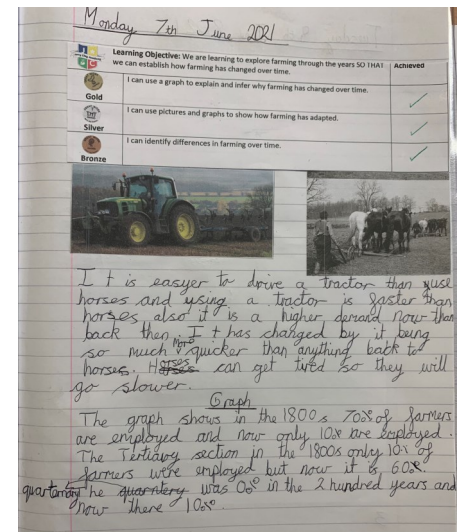 Monday 7th June 2021
Learning Objective: We are learning to explore farming through the years SO THAT
we can establish how farming has changed over time.
Achieved
I can use a graph to explain and infer why farming has changed over time.
Gold
I can use pictures and graphs to show how farming has adapted.
Silver
I can identify differences in farming over time.
Bronze
It is easyer to drive a tractor than use
horses and using a tractor is faster than
horses also it is a higher demand now than
back then. It has changed by it being
so much more quicker than anything back to
horses. Horses can get tired so they will
go slower.
Graph
The graph shows in the 1800s 70% of farmers
are employed and now only 10% are employed.
The Tertiary section in the 1800s only 10% of
farmers were employed but now it is 60%.
quarternary The quarntery was 0% in the 2 hundred years and
now there 10%.